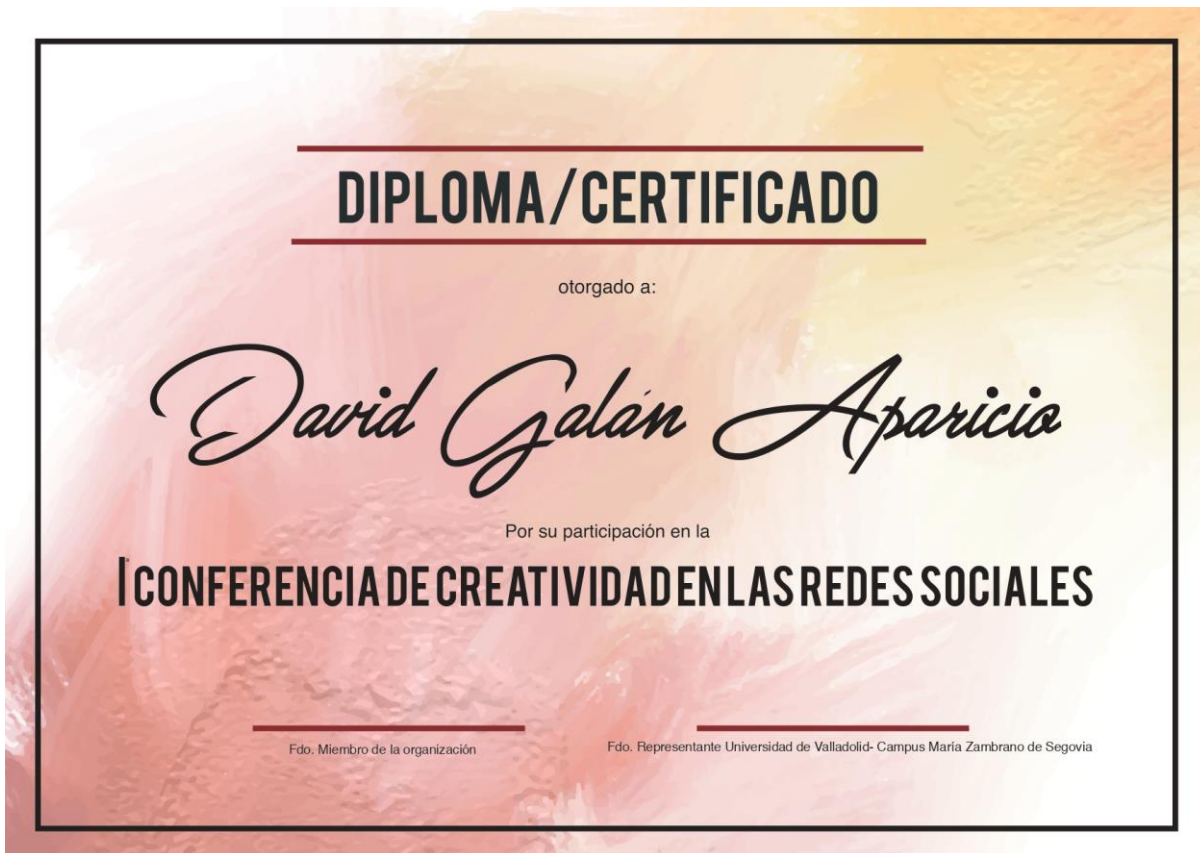 DIPLOMA/CERTIFICADO
otorgado a:
David Galán Aparicio
Por su participación en la
Iª CONFERENCIA DE CREATIVIDAD EN LAS REDES SOCIALES
Fdo. Miembro de la organización
Fdo. Representante Universidad de Valladolid- Campus María Zambrano de Segovia